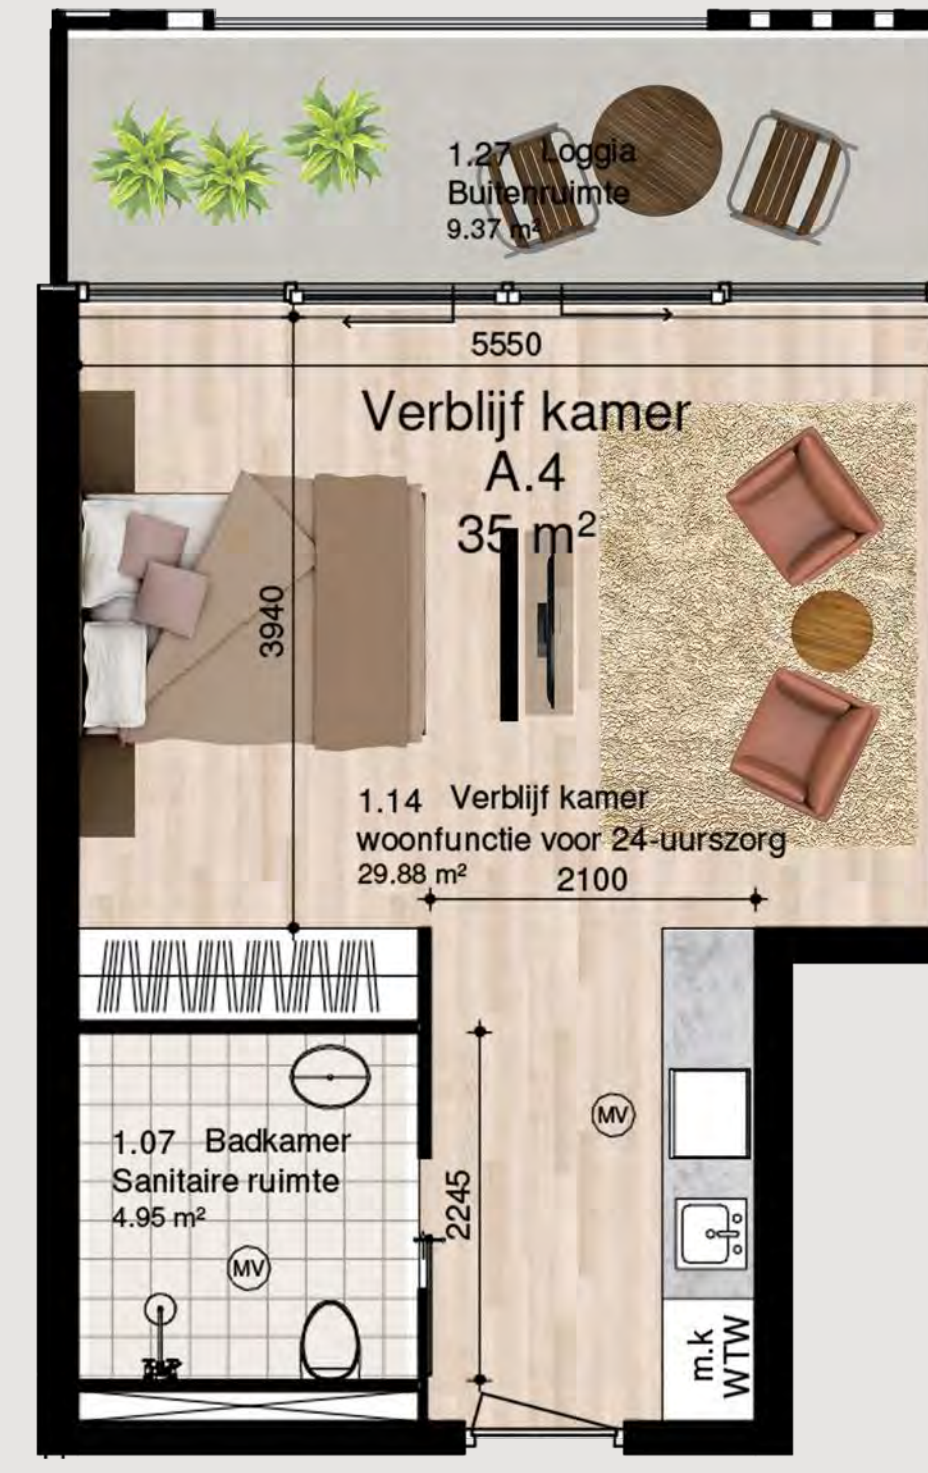 1.27 Loggia
Buitenruimte
9.37 m²
5550
Verblijf kamer
A.4
35 m²
3940
1.14 Verblijf kamer
woonfunctie voor 24-uurszorg
29.88 m²
2100
MV
1.07 Badkamer
Sanitaire ruimte
4.95 m²
2245
MV
m.k
WTW